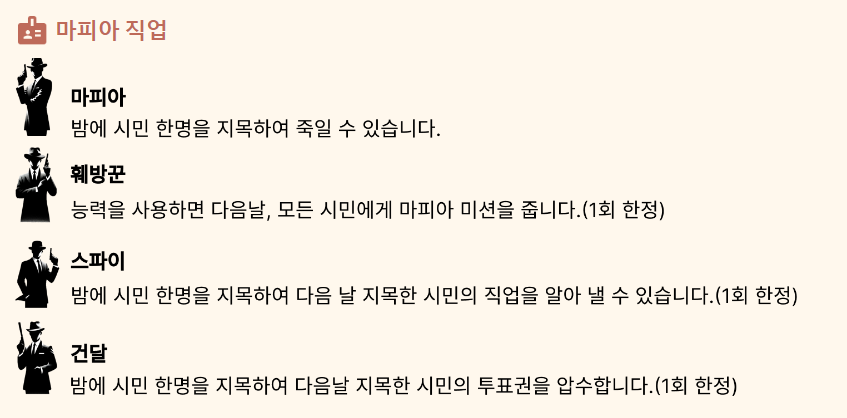 마피아 직업
마피아
밤에 시민 한명을 지목하여 죽일 수 있습니다.
훼방꾼
능력을 사용하면 다음날, 모든 시민에게 마피아 미션을 줍니다.(1회 한정)
스파이
밤에 시민 한명을 지목하여 다음 날 지목한 시민의 직업을 알아 낼 수 있습니다.(1회 한정)
건달
밤에 시민 한명을 지목하여 다음날 지목한 시민의 투표권을 압수합니다.(1회 한정)